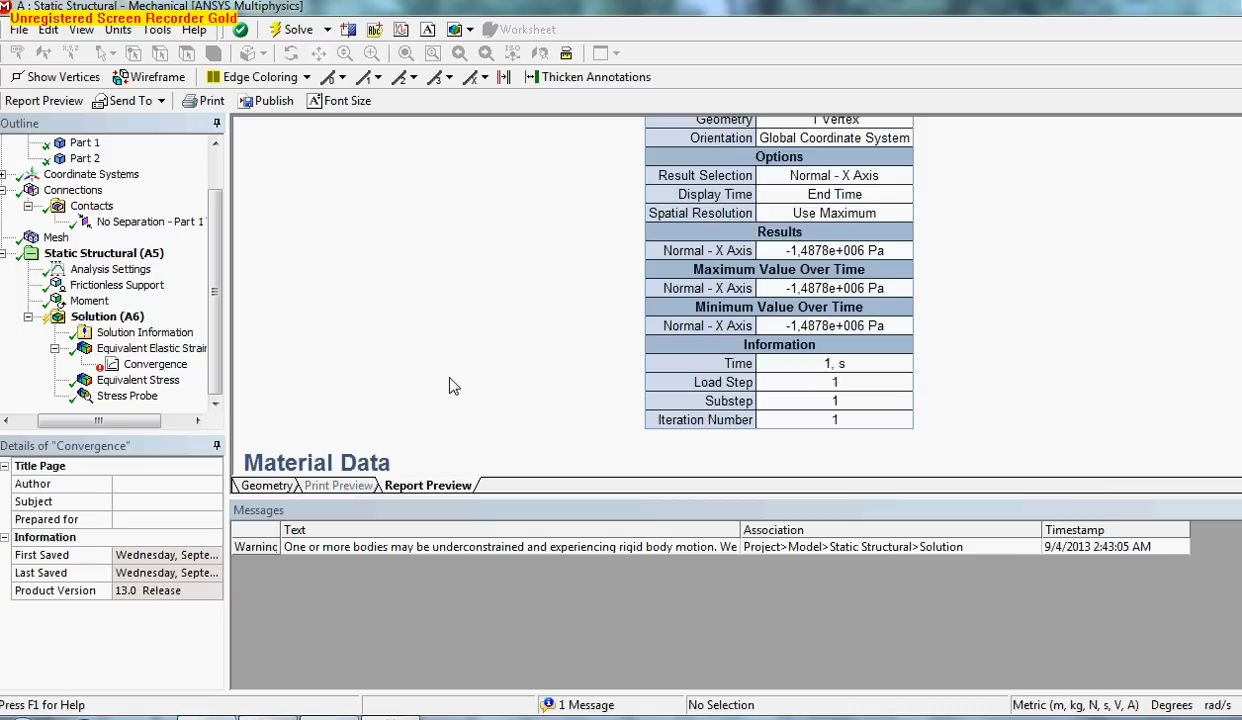 A : Static Structural - Mechanical [ANSYS Multiphysics]
Unregistered Screen Recorder Gold
File Edit View Units Tools Help Solve Worksheet
Show Vertices Wireframe Edge Coloring Thicken Annotations
Report Preview Send To Print Publish Font Size
Outline
Part 1
Part 2
Coordinate Systems
Connections
Contacts
No Separation - Part 1
Mesh
Static Structural (A5)
Analysis Settings
Frictionless Support
Moment
Solution (A6)
Solution Information
Equivalent Elastic Strain
Convergence
Equivalent Stress
Stress Probe
Details of "Convergence"
Title Page
Author
Subject
Prepared for
Information
First Saved Wednesday, Septe...
Last Saved Wednesday, Septe...
Product Version 13.0 Release
Geometry 1 Vertex
Orientation Global Coordinate System
Options
Result Selection Normal - X Axis
Display Time End Time
Spatial Resolution Use Maximum
Results
Normal - X Axis -1,4878e+006 Pa
Maximum Value Over Time
Normal - X Axis -1,4878e+006 Pa
Minimum Value Over Time
Normal - X Axis -1,4878e+006 Pa
Information
Time 1, s
Load Step 1
Substep 1
Iteration Number 1
Material Data
Geometry Print Preview Report Preview
Messages
Text Association Timestamp
Warning One or more bodies may be underconstrained and experiencing rigid body motion. We Project>Model>Static Structural>Solution 9/4/2013 2:43:05 AM
Press F1 for Help 1 Message No Selection Metric (m, kg, N, s, V, A) Degrees rad/s